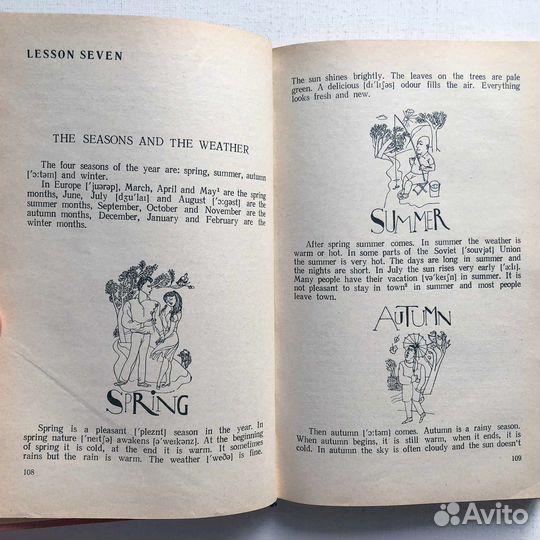 LESSON SEVEN
THE SEASONS AND THE WEATHER
The four seasons of the year are: spring, summer, autumn
['ɔ:təm] and winter.
In Europe ['juərəp], March, April and May¹ are the spring
months, June, July [dʒu'laɪ] and August ['ɔ:gəst] are the
summer months, September, October and November are the
autumn months, December, January and February are the
winter months.
SPRING
Spring is a pleasant ['pleznt] season in the year. In
spring nature ['neɪtʃə] awakens [ə'weɪkənz]. At the beginning
of spring it is cold, at the end it is warm. It sometimes
rains but the rain is warm. The weather ['weðə] is fine.
108
The sun shines brightly. The leaves on the trees are pale
green. A delicious [dɪ'lɪʃəs] odour fills the air. Everything
looks fresh and new.
SUMMER
After spring summer comes. In summer the weather is
warm or hot. In some parts of the Soviet ['souvjət] Union
the summer is very hot. The days are long in summer and
the nights are short. In July the sun rises very early ['ə:lɪ].
Many people have their vacation [və'keɪʃn] in summer. It is
not pleasant to stay in town² in summer and most people
leave town.
AUTUMN
Then autumn ['ɔ:təm] comes. Autumn is a rainy season.
When autumn begins, it is still warm, when it ends, it is
cold. In autumn the sky is often cloudy and the sun doesn't
109
Avito